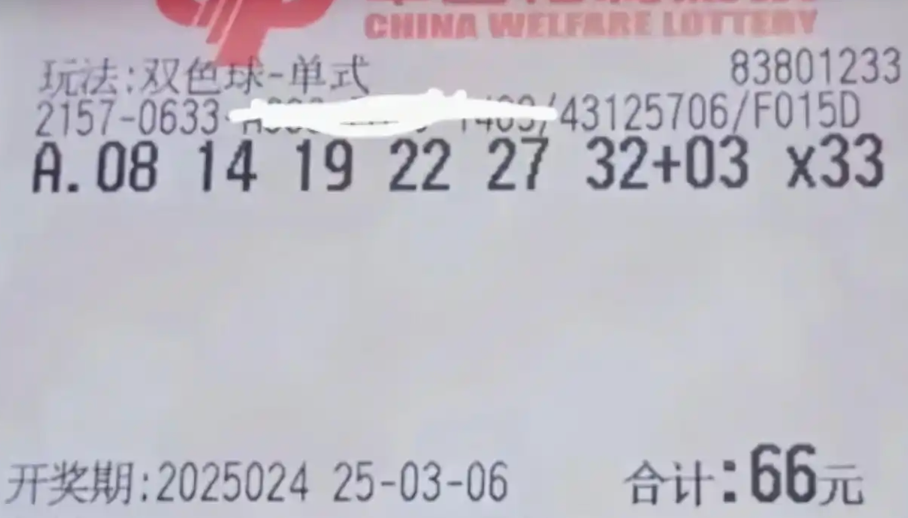 CHINA WELFARE LOTTERY
玩法:双色球-单式 83801233
2157-0633- /43125706/F015D
A.08 14 19 22 27 32+03 x33
开奖期:2025024 25-03-06 合计:66元